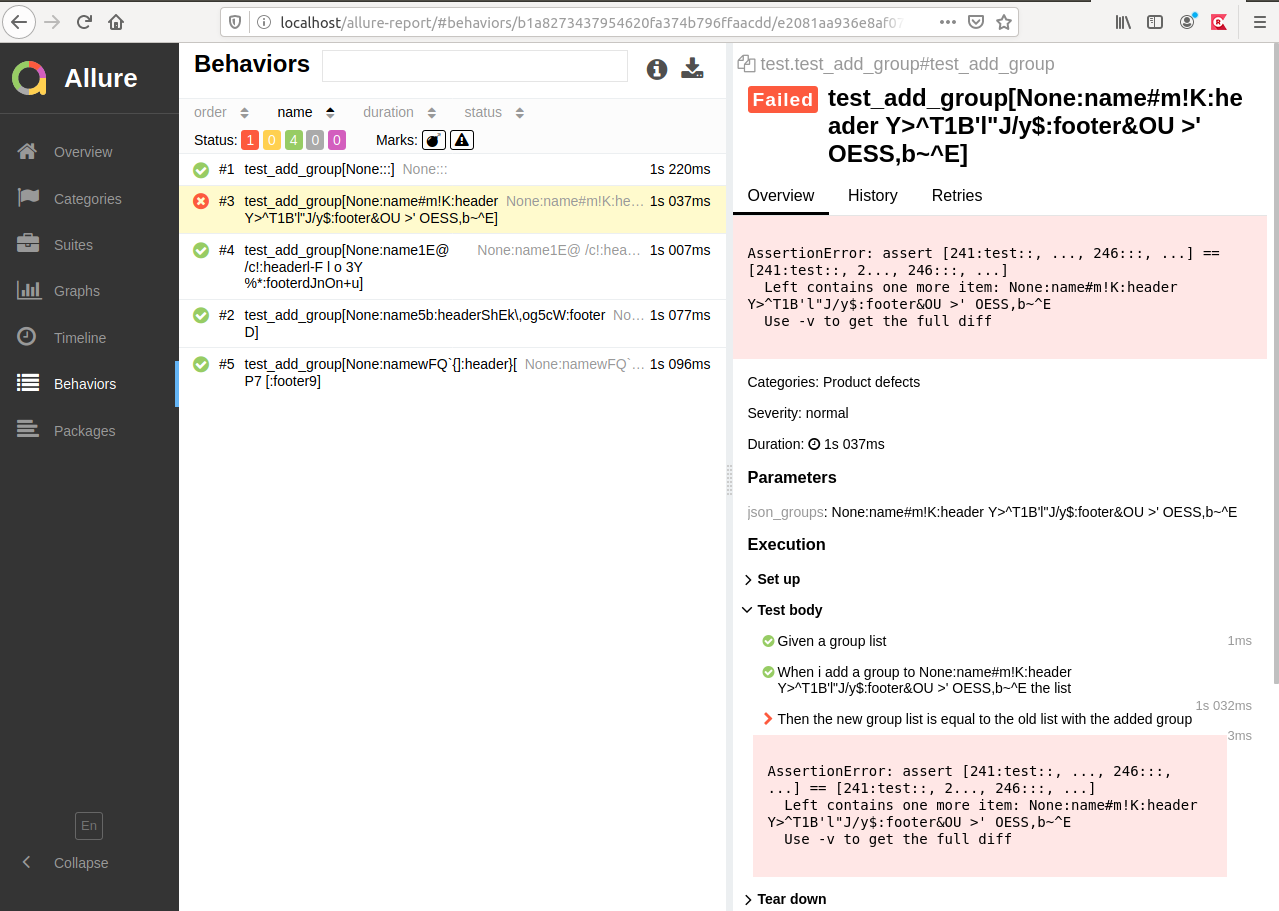 localhost/allure-report/#behaviors/b1a8273437954620fa374b796ffaacdd/e2081aa936e8af07
Allure
Overview
Categories
Suites
Graphs
Timeline
Behaviors
Packages
En
Collapse
Behaviors
order name duration status
Status: 1 0 4 0 0 Marks:
#1 test_add_group[None:::] None::: 1s 220ms
#3 test_add_group[None:name#m!K:header None:name#m!K:he... 1s 037ms
Y>^T1B'l"J/y$:footer&OU >' OESS,b~^E]
#4 test_add_group[None:name1E@ None:name1E@ /c!:hea... 1s 007ms
/c!:headerl-F l o 3Y
%*:footerdJnOn+u]
#2 test_add_group[None:name5b:headerShEk\,og5cW:footer No... 1s 077ms
D]
#5 test_add_group[None:namewFQ`{]:header}[ None:namewFQ`... 1s 096ms
P7 [:footer9]
test.test_add_group#test_add_group
Failed test_add_group[None:name#m!K:he
ader Y>^T1B'l"J/y$:footer&OU >'
OESS,b~^E]
Overview History Retries
AssertionError: assert [241:test::, ..., 246:::, ...] ==
[241:test::, 2..., 246:::, ...]
Left contains one more item: None:name#m!K:header
Y>^T1B'l"J/y$:footer&OU >' OESS,b~^E
Use -v to get the full diff
Categories: Product defects
Severity: normal
Duration: 1s 037ms
Parameters
json_groups: None:name#m!K:header Y>^T1B'l"J/y$:footer&OU >' OESS,b~^E
Execution
Set up
Test body
Given a group list 1ms
When i add a group to None:name#m!K:header
Y>^T1B'l"J/y$:footer&OU >' OESS,b~^E the list
1s 032ms
Then the new group list is equal to the old list with the added group
3ms
AssertionError: assert [241:test::, ..., 246:::,
...] == [241:test::, 2..., 246:::, ...]
Left contains one more item: None:name#m!K:header
Y>^T1B'l"J/y$:footer&OU >' OESS,b~^E
Use -v to get the full diff
Tear down